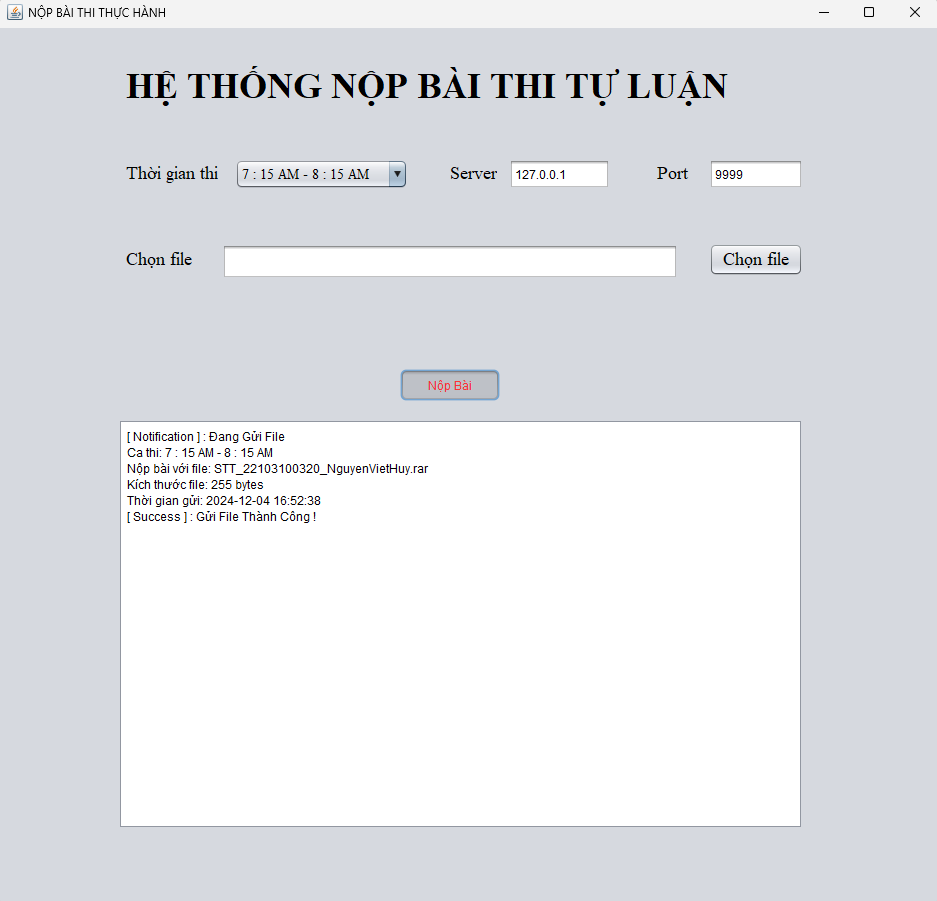 NỘP BÀI THI THỰC HÀNH
HỆ THỐNG NỘP BÀI THI TỰ LUẬN
Thời gian thi 7 : 15 AM - 8 : 15 AM Server 127.0.0.1 Port 9999
Chọn file Chọn file
Nộp Bài
[ Notification ] : Đang Gửi File
Ca thi: 7 : 15 AM - 8 : 15 AM
Nộp bài với file: STT_22103100320_NguyenVietHuy.rar
Kích thước file: 255 bytes
Thời gian gửi: 2024-12-04 16:52:38
[ Success ] : Gửi File Thành Công !